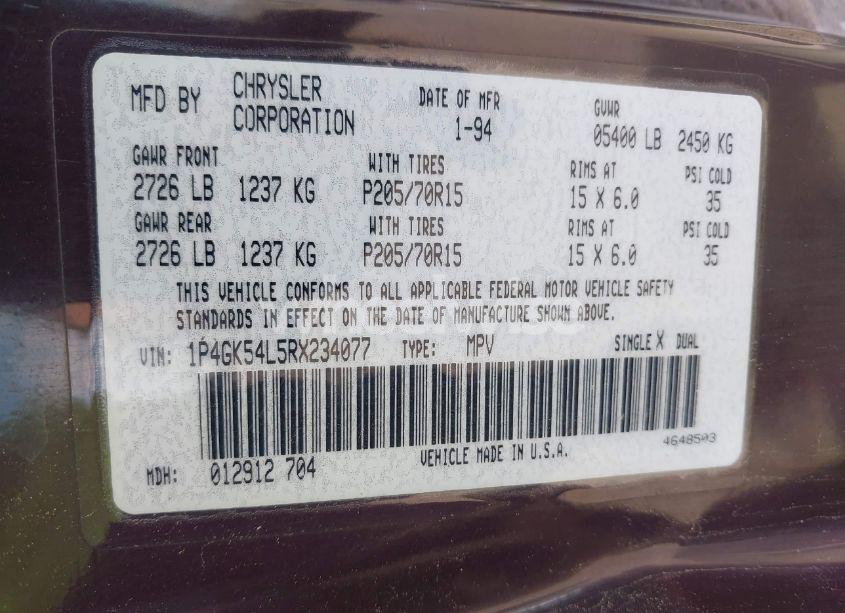 MFD BY CHRYSLER CORPORATION DATE OF MFR 1-94 GVWR 05400 LB 2450 KG
GAWR FRONT WITH TIRES RIMS AT PSI COLD
2726 LB 1237 KG P205/70R15 15 X 6.0 35
GAWR REAR WITH TIRES RIMS AT PSI COLD
2726 LB 1237 KG P205/70R15 15 X 6.0 35
THIS VEHICLE CONFORMS TO ALL APPLICABLE FEDERAL MOTOR VEHICLE SAFETY
STANDARDS IN EFFECT ON THE DATE OF MANUFACTURE SHOWN ABOVE.
VIN: 1P4GK54L5RX234077 TYPE: MPV SINGLE X DUAL
MDH: 012912 704 VEHICLE MADE IN U.S.A. 4648503